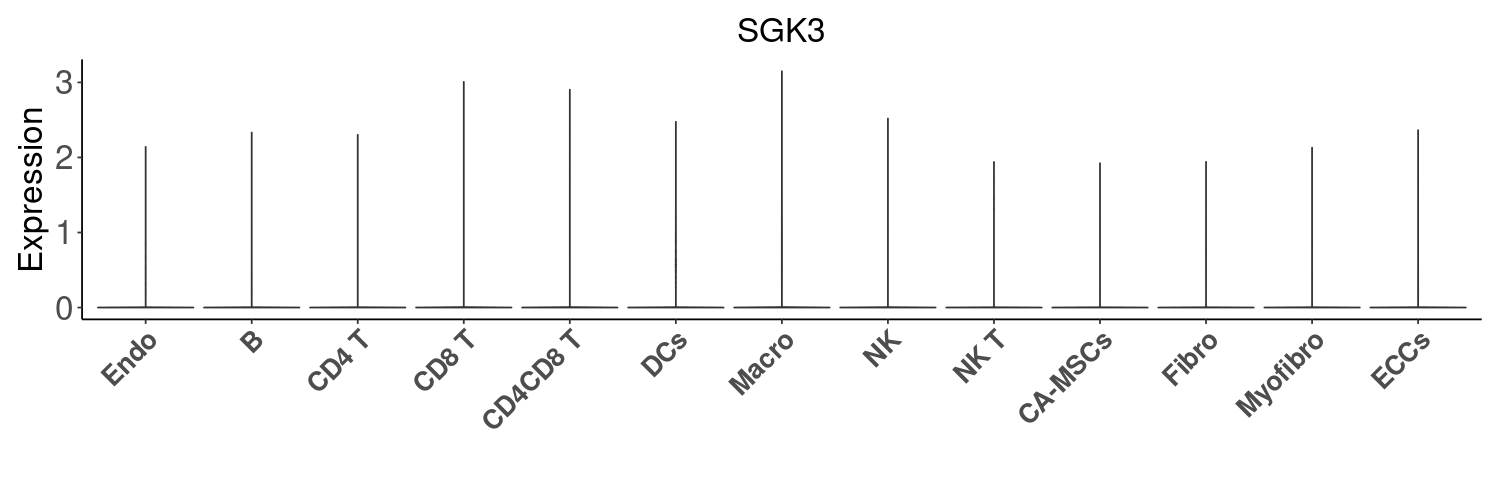 SGK3
Expression
3
2
1
0
Endo
B
CD4 T
CD8 T
CD4CD8 T
DCs
Macro
NK
NK T
CA-MSCs
Fibro
Myofibro
ECCs